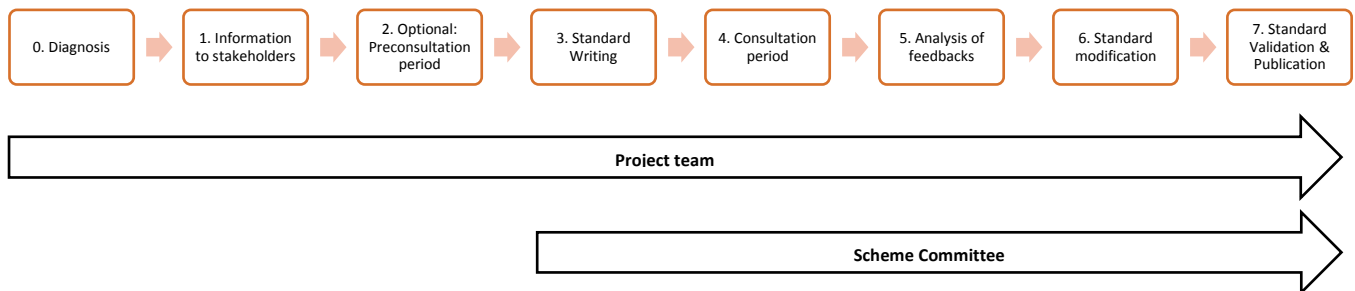 0. Diagnosis
1. Information
to stakeholders
2. Optional:
Preconsultation
period
3. Standard
Writing
4. Consultation
period
5. Analysis of
feedbacks
6. Standard
modification
7. Standard
Validation &
Publication
Project team
Scheme Committee